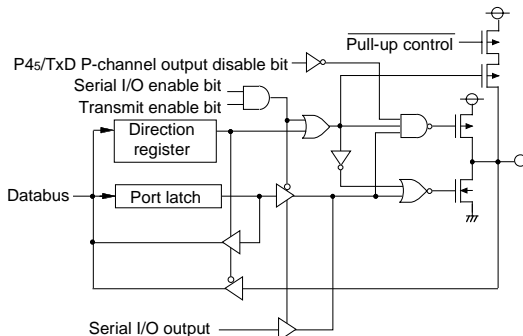 Pull-up control
P45/TxD P-channel output disable bit
Serial I/O enable bit
Transmit enable bit
Direction
register
Databus
Port latch
Serial I/O output